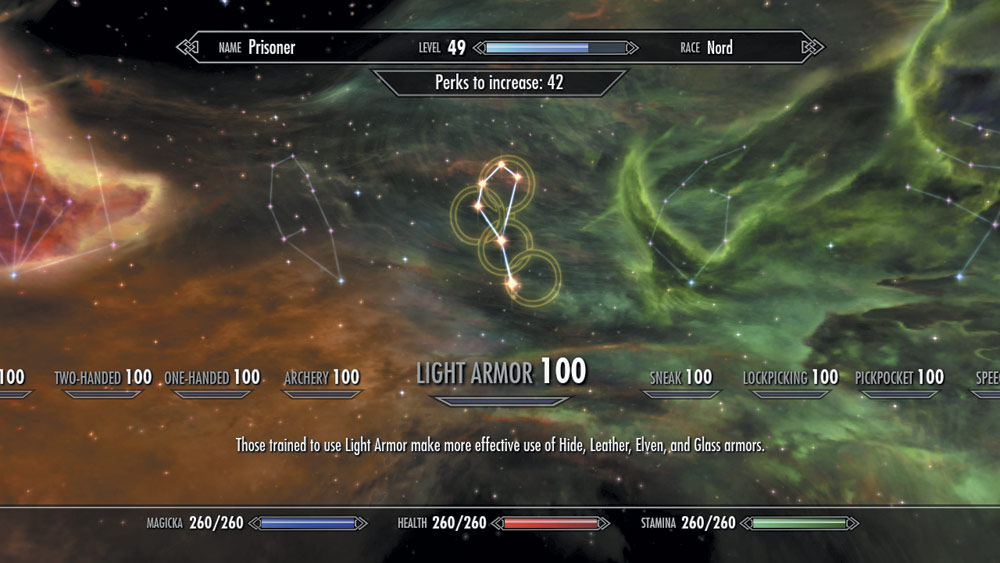 NAME Prisoner LEVEL 49 RACE Nord
Perks to increase: 42
100 TWO-HANDED 100 ONE-HANDED 100 ARCHERY 100 LIGHT ARMOR 100 SNEAK 100 LOCKPICKING 100 PICKPOCKET 100 SPEE
Those trained to use Light Armor make more effective use of Hide, Leather, Elven, and Glass armors.
MAGICKA 260/260 HEALTH 260/260 STAMINA 260/260